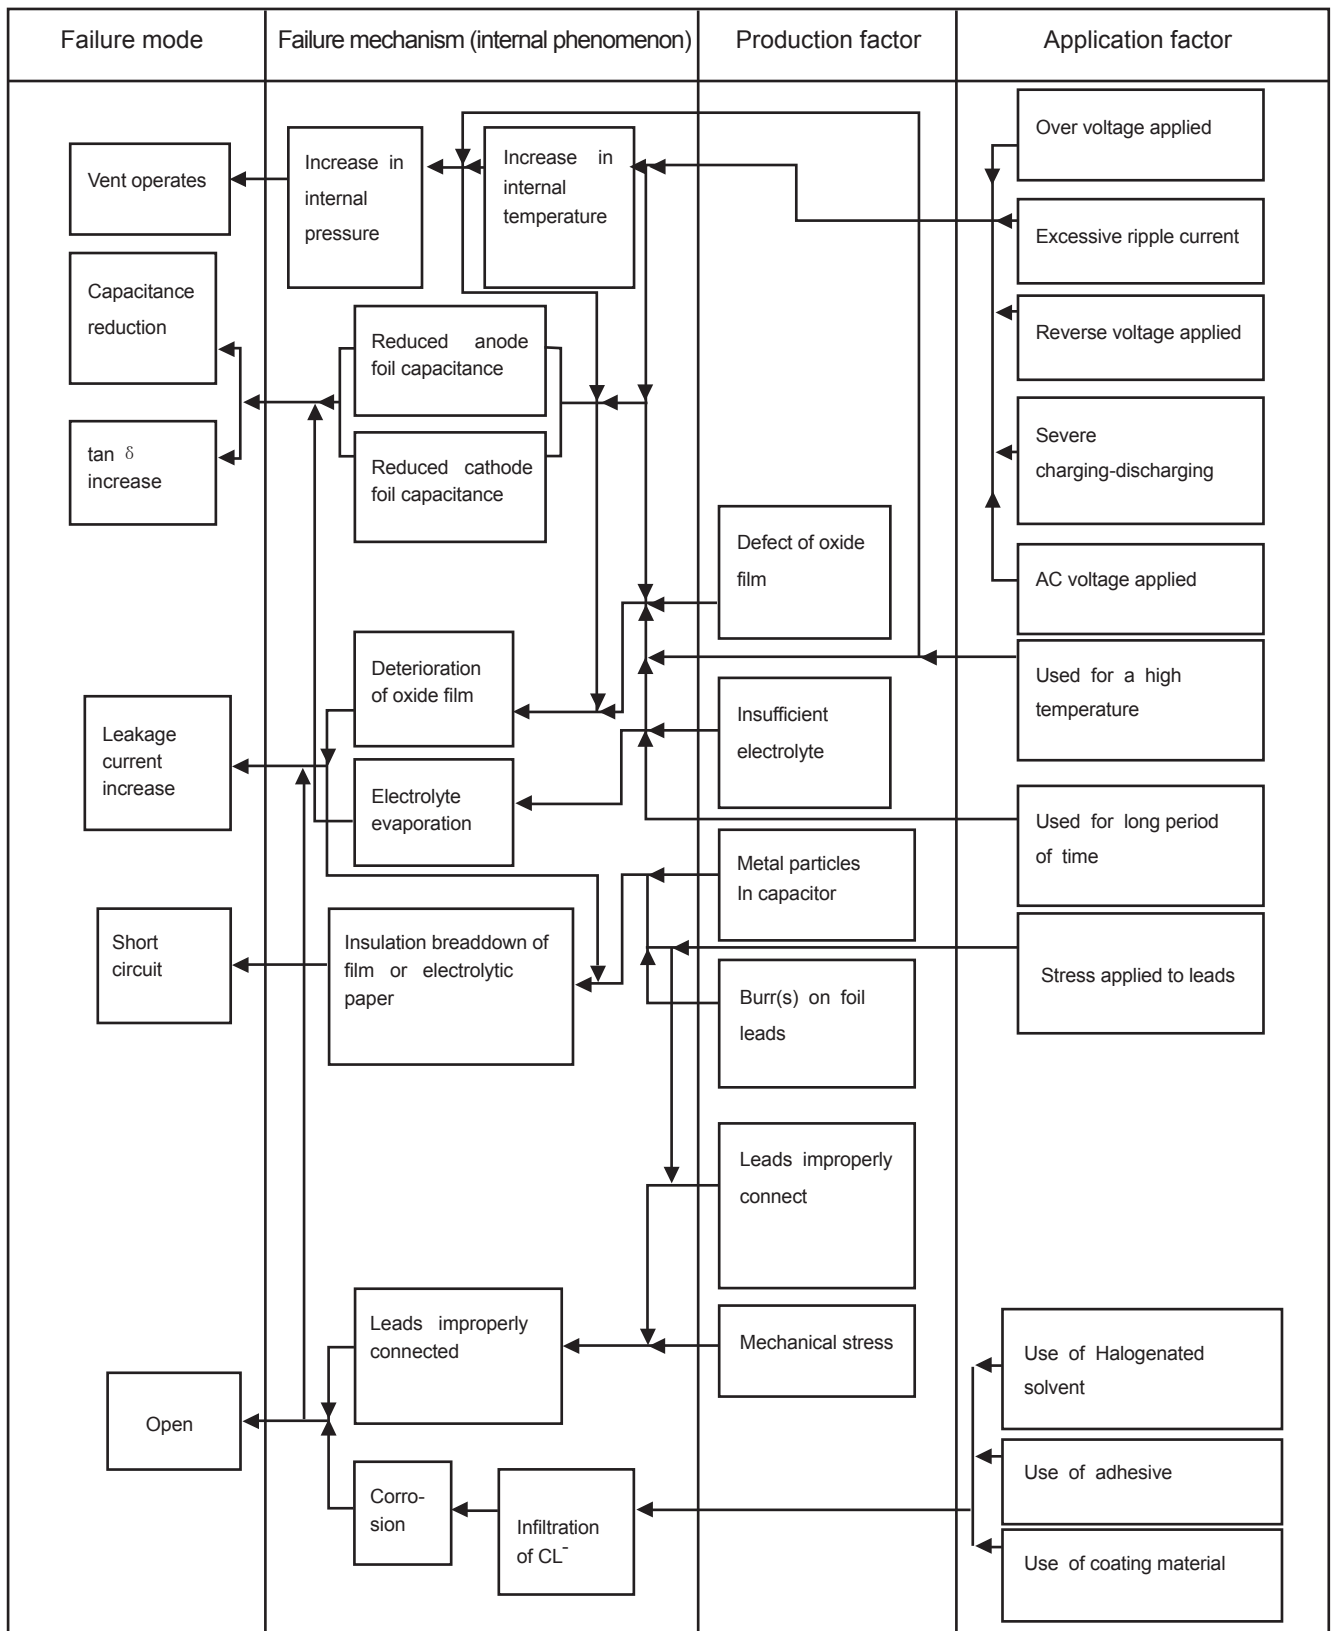 Failure mode
Failure mechanism (internal phenomenon)
Production factor
Application factor
Vent operates
Increase in
internal
pressure
Increase in
internal
temperature
Over voltage applied
Excessive ripple current
Capacitance
reduction
Reduced anode
foil capacitance
Reverse voltage applied
tan δ
increase
Reduced cathode
foil capacitance
Severe
charging-discharging
Defect of oxide
film
AC voltage applied
Deterioration
of oxide film
Used for a high
temperature
Leakage
current
increase
Insufficient
electrolyte
Electrolyte
evaporation
Used for long period
of time
Metal particles
In capacitor
Short
circuit
Insulation breaddown of
film or electrolytic
paper
Stress applied to leads
Burr(s) on foil
leads
Leads improperly
connect
Leads improperly
connected
Mechanical stress
Use of Halogenated
solvent
Open
Use of adhesive
Corro-
sion
Infiltration
of CL⁻
Use of coating material